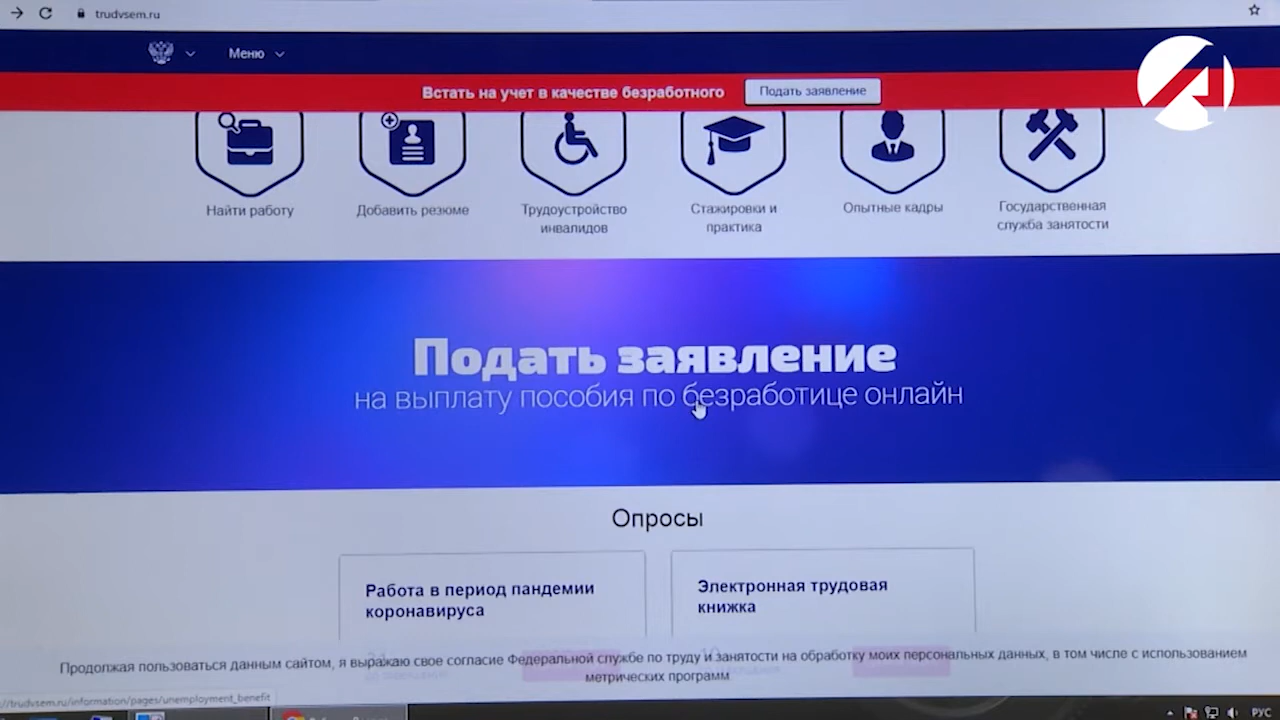 trudvsem.ru
Меню
Встать на учет в качестве безработного
Подать заявление
Найти работу
Добавить резюме
Трудоустройство
инвалидов
Стажировки и
практика
Опытные кадры
Государственная
служба занятости
Подать заявление
на выплату пособия по безработице онлайн
Опросы
Работа в период пандемии
коронавируса
Электронная трудовая
книжка
Продолжая пользоваться данным сайтом, я выражаю свое согласие Федеральной службе по труду и занятости на обработку моих персональных данных, в том числе с использованием
метрических программ
://trudvsem.ru/information/pages/unemployment_benefit
РУС